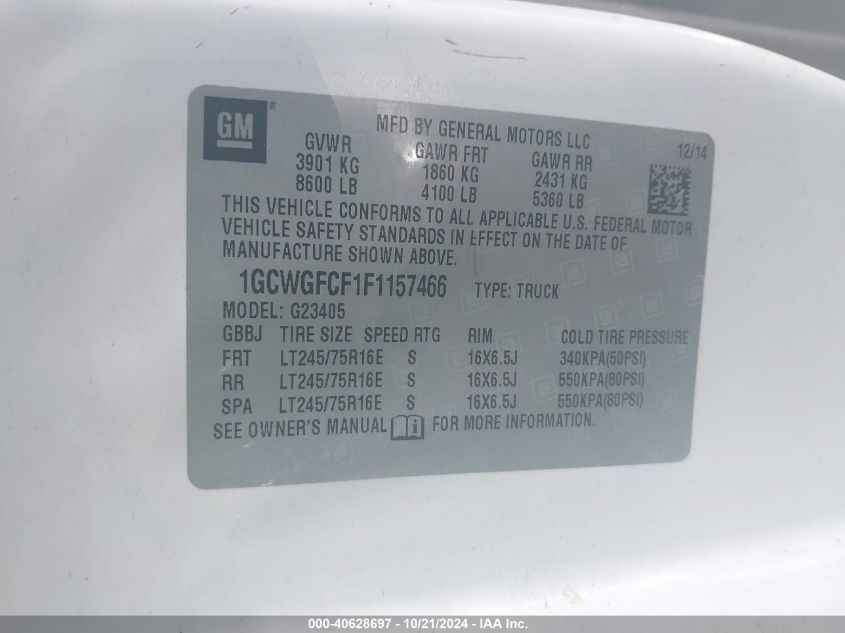 GM ®
MFD BY GENERAL MOTORS LLC
12/14
GVWR GAWR FRT GAWR RR
3901 KG 1860 KG 2431 KG
8600 LB 4100 LB 5360 LB
THIS VEHICLE CONFORMS TO ALL APPLICABLE U.S. FEDERAL MOTOR
VEHICLE SAFETY STANDARDS IN EFFECT ON THE DATE OF
MANUFACTURE SHOWN ABOVE.
1GCWGFCF1F1157466 TYPE: TRUCK
MODEL: G23405
GBBJ TIRE SIZE SPEED RTG RIM COLD TIRE PRESSURE
FRT LT245/75R16E S 16X6.5J 340KPA(50PSI)
RR LT245/75R16E S 16X6.5J 550KPA(80PSI)
SPA LT245/75R16E S 16X6.5J 550KPA(80PSI)
SEE OWNER'S MANUAL i FOR MORE INFORMATION.
000-40628697 - 10/21/2024 - IAA Inc.